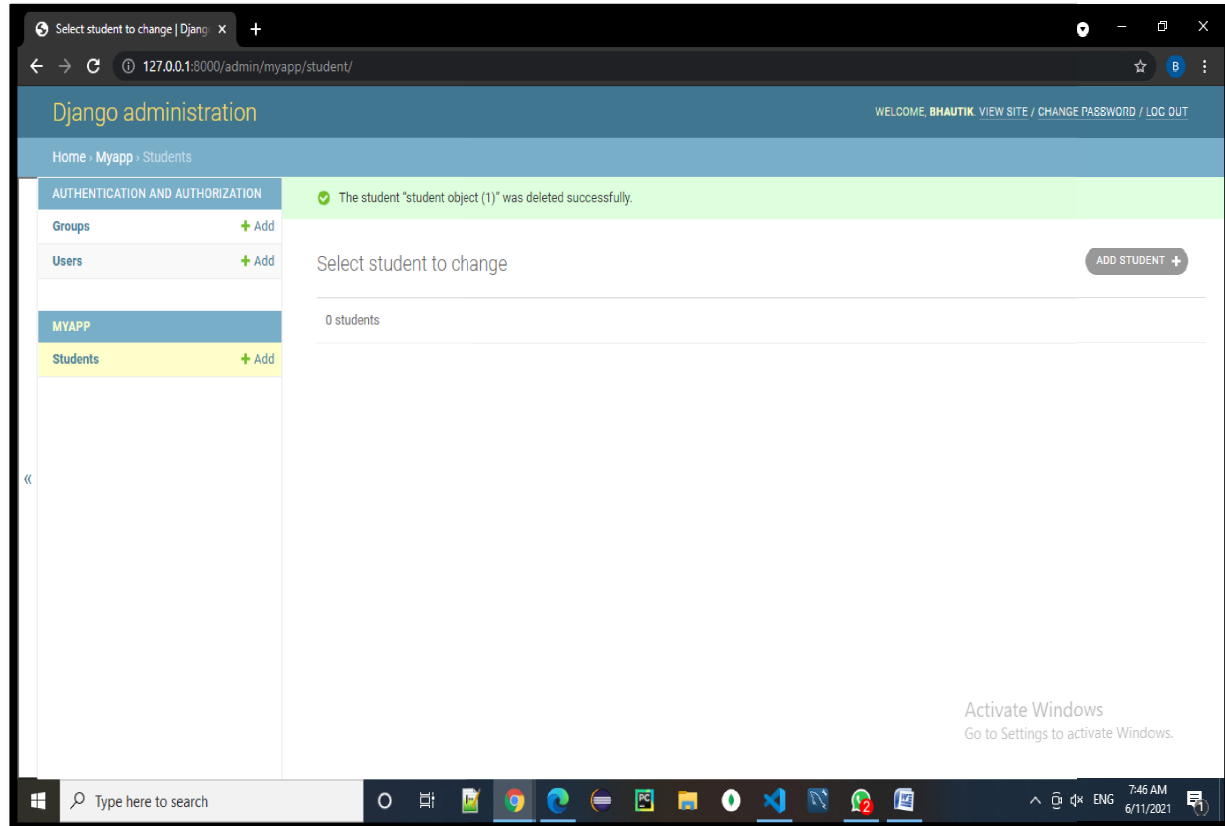 Select student to change | Djang
127.0.0.1:8000/admin/myapp/student/
B
Django administration
WELCOME, BHAUTIK. VIEW SITE / CHANGE PASSWORD / LOG OUT
Home › Myapp › Students
AUTHENTICATION AND AUTHORIZATION
The student "student object (1)" was deleted successfully.
Groups + Add
Users + Add
Select student to change
ADD STUDENT +
0 students
MYAPP
Students + Add
«
Activate Windows
Go to Settings to activate Windows.
Type here to search
PC
2
ENG
7:46 AM
6/11/2021
1